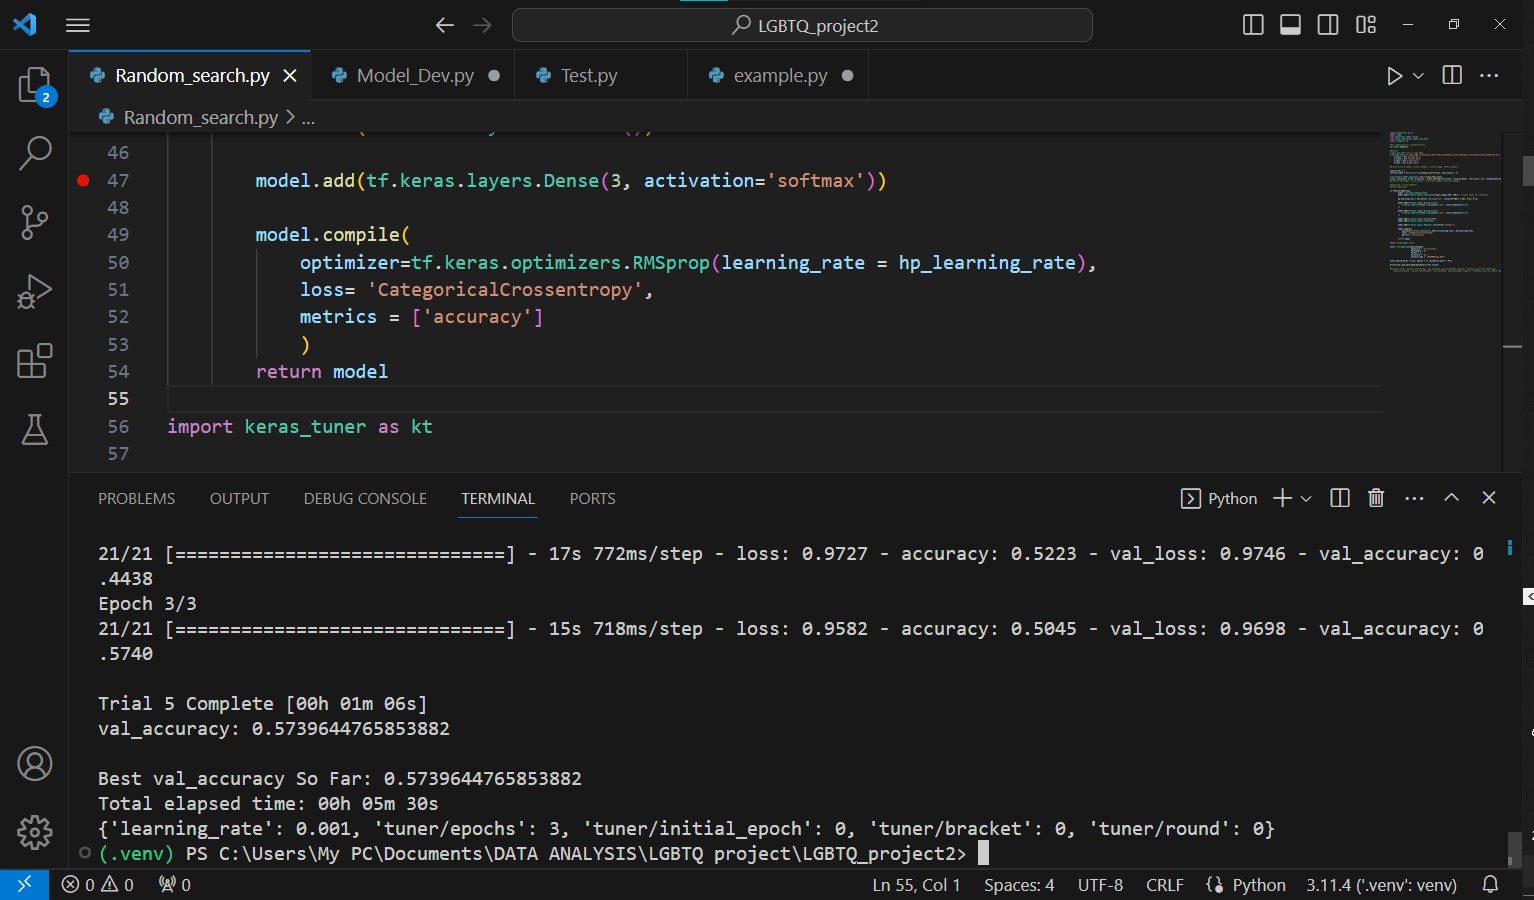 LGBTQ_project2
Random_search.py
Model_Dev.py
Test.py
example.py
2
Random_search.py > ...
46
47 model.add(tf.keras.layers.Dense(3, activation='softmax'))
48
49 model.compile(
50 optimizer=tf.keras.optimizers.RMSprop(learning_rate = hp_learning_rate),
51 loss= 'CategoricalCrossentropy',
52 metrics = ['accuracy']
53 )
54 return model
55
56 import keras_tuner as kt
57
PROBLEMS OUTPUT DEBUG CONSOLE TERMINAL PORTS
Python
21/21 [==============================] - 17s 772ms/step - loss: 0.9727 - accuracy: 0.5223 - val_loss: 0.9746 - val_accuracy: 0
.4438
Epoch 3/3
21/21 [==============================] - 15s 718ms/step - loss: 0.9582 - accuracy: 0.5045 - val_loss: 0.9698 - val_accuracy: 0
.5740
Trial 5 Complete [00h 01m 06s]
val_accuracy: 0.5739644765853882
Best val_accuracy So Far: 0.5739644765853882
Total elapsed time: 00h 05m 30s
{'learning_rate': 0.001, 'tuner/epochs': 3, 'tuner/initial_epoch': 0, 'tuner/bracket': 0, 'tuner/round': 0}
(.venv) PS C:\Users\My PC\Documents\DATA ANALYSIS\LGBTQ project\LGBTQ_project2>
0 0 0 Ln 55, Col 1 Spaces: 4 UTF-8 CRLF Python 3.11.4 ('.venv': venv)